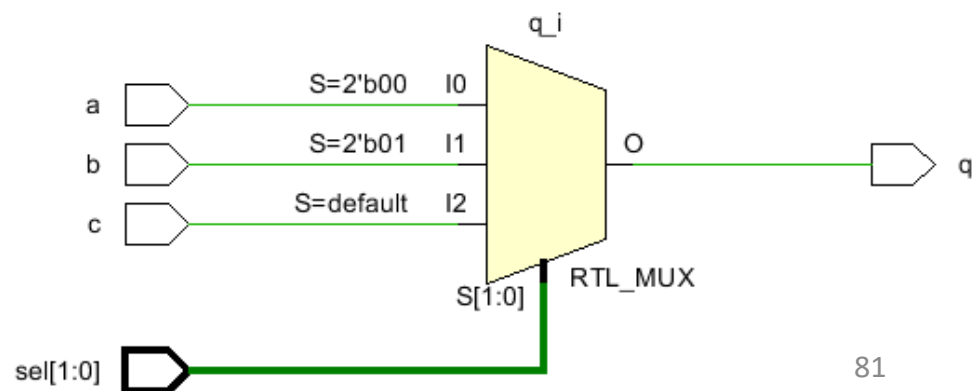 q_i
a S=2'b00 I0
b S=2'b01 I1 O q
c S=default I2
S[1:0] RTL_MUX
sel[1:0] 81